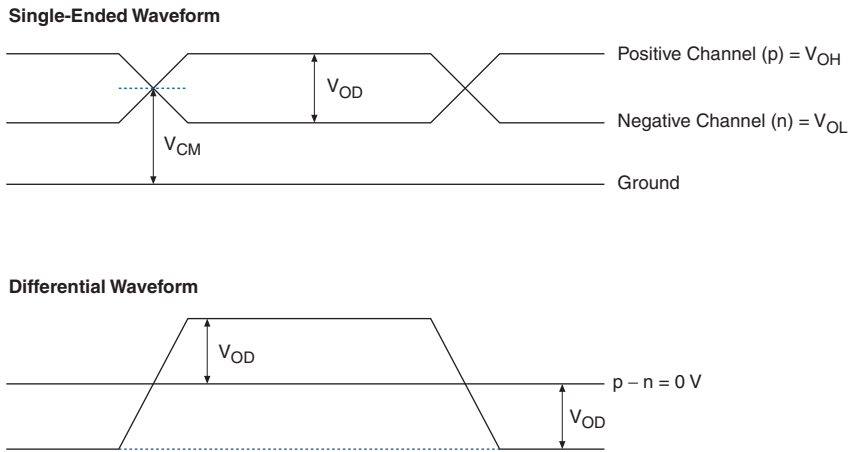 Single-Ended Waveform
Positive Channel (p) = VOH
VOD
Negative Channel (n) = VOL
VCM
Ground
Differential Waveform
VOD
p − n = 0 V
VOD